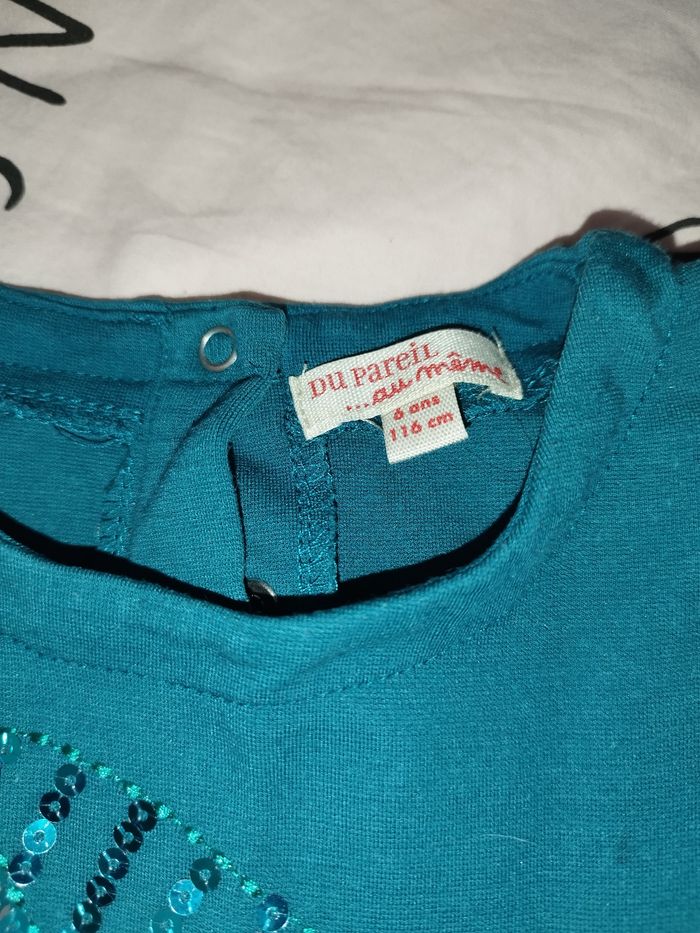 DU PAREIL
...au même
6 ans
116 cm